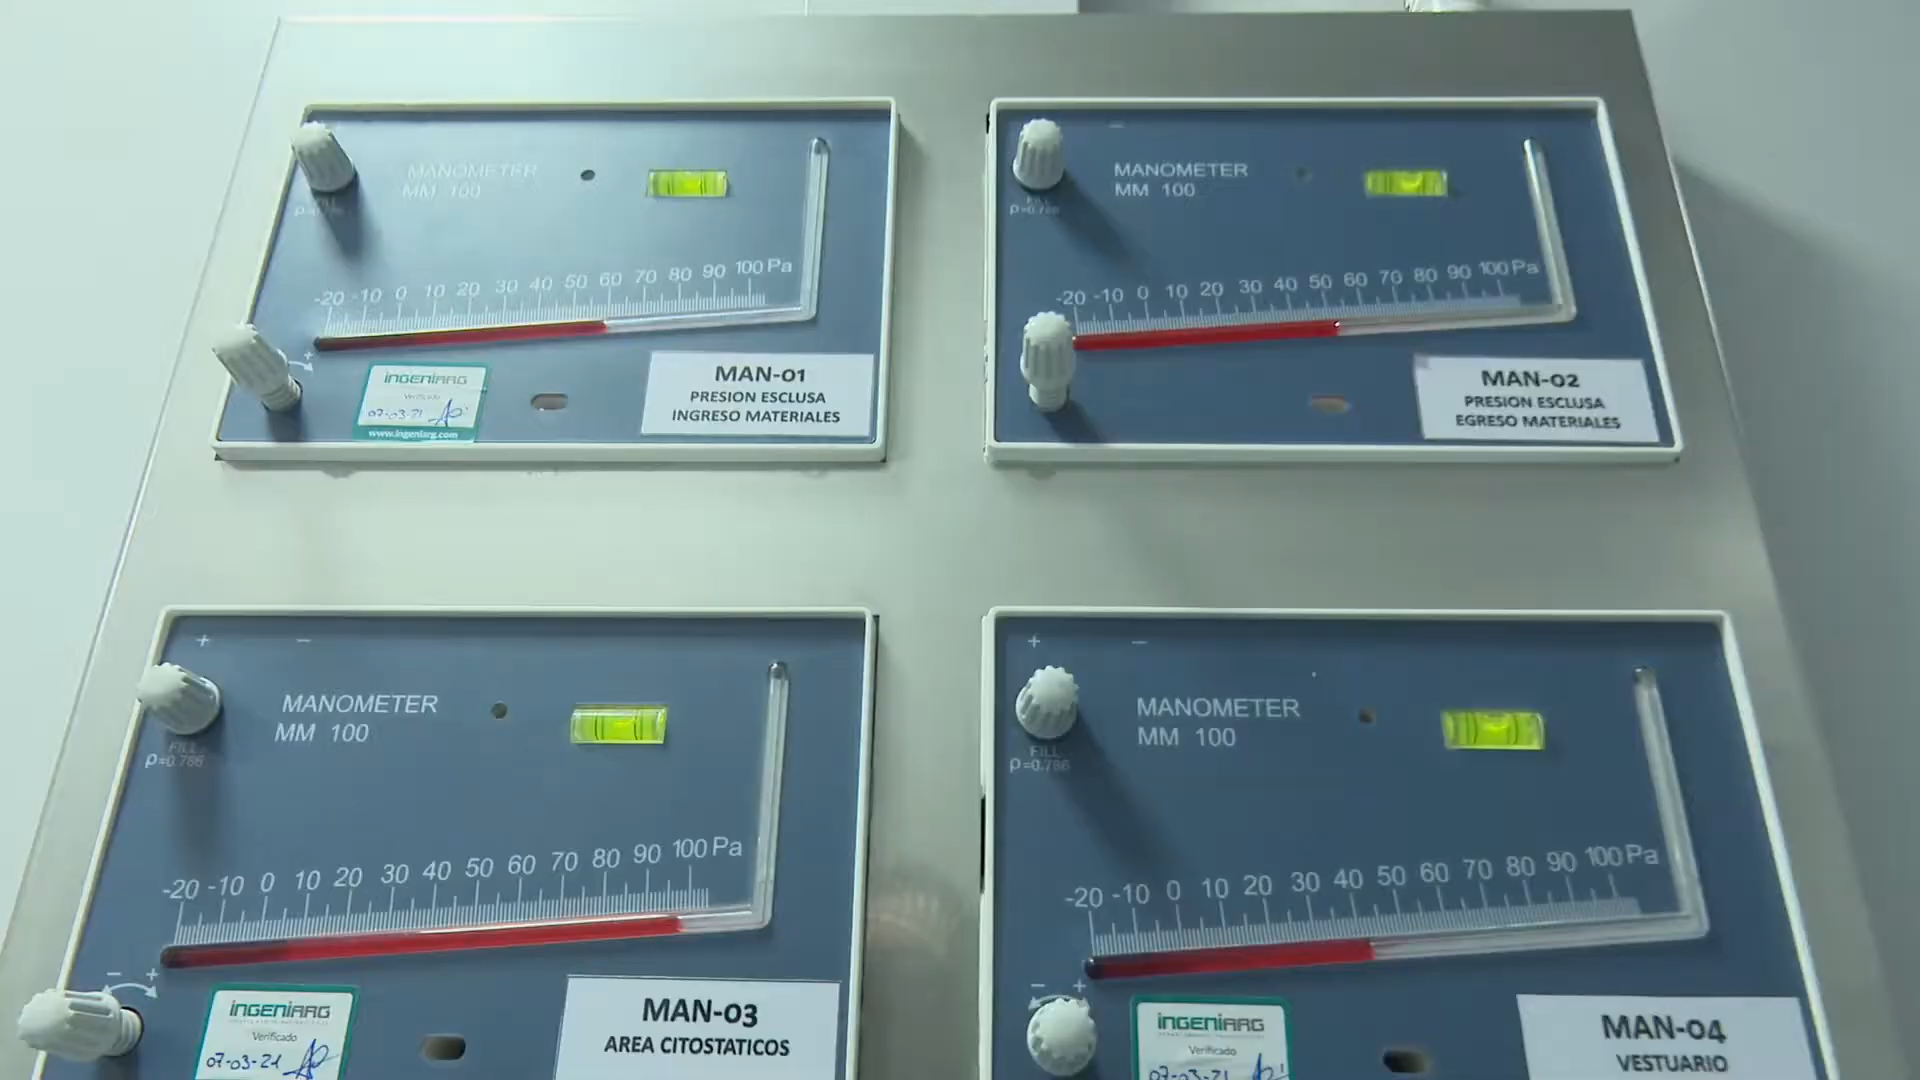 MANOMETER
MM 100
FILL
ρ=0.786
-20 -10 0 10 20 30 40 50 60 70 80 90 100 Pa
+
INGENIARG
Verificado
07-03-21
www.ingeniarg.com
MAN-01
PRESION ESCLUSA
INGRESO MATERIALES
–
MANOMETER
MM 100
FILL
ρ=0.786
-20 -10 0 10 20 30 40 50 60 70 80 90 100 Pa
MAN-02
PRESION ESCLUSA
EGRESO MATERIALES
+ –
MANOMETER
MM 100
FILL
ρ=0.786
-20 -10 0 10 20 30 40 50 60 70 80 90 100 Pa
– +
INGENIARG
Verificado
07-03-21
MAN-03
AREA CITOSTATICOS
+ –
MANOMETER
MM 100
FILL
ρ=0.786
-20 -10 0 10 20 30 40 50 60 70 80 90 100 Pa
– +
INGENIARG
Verificado
07-03-21
MAN-04
VESTUARIO